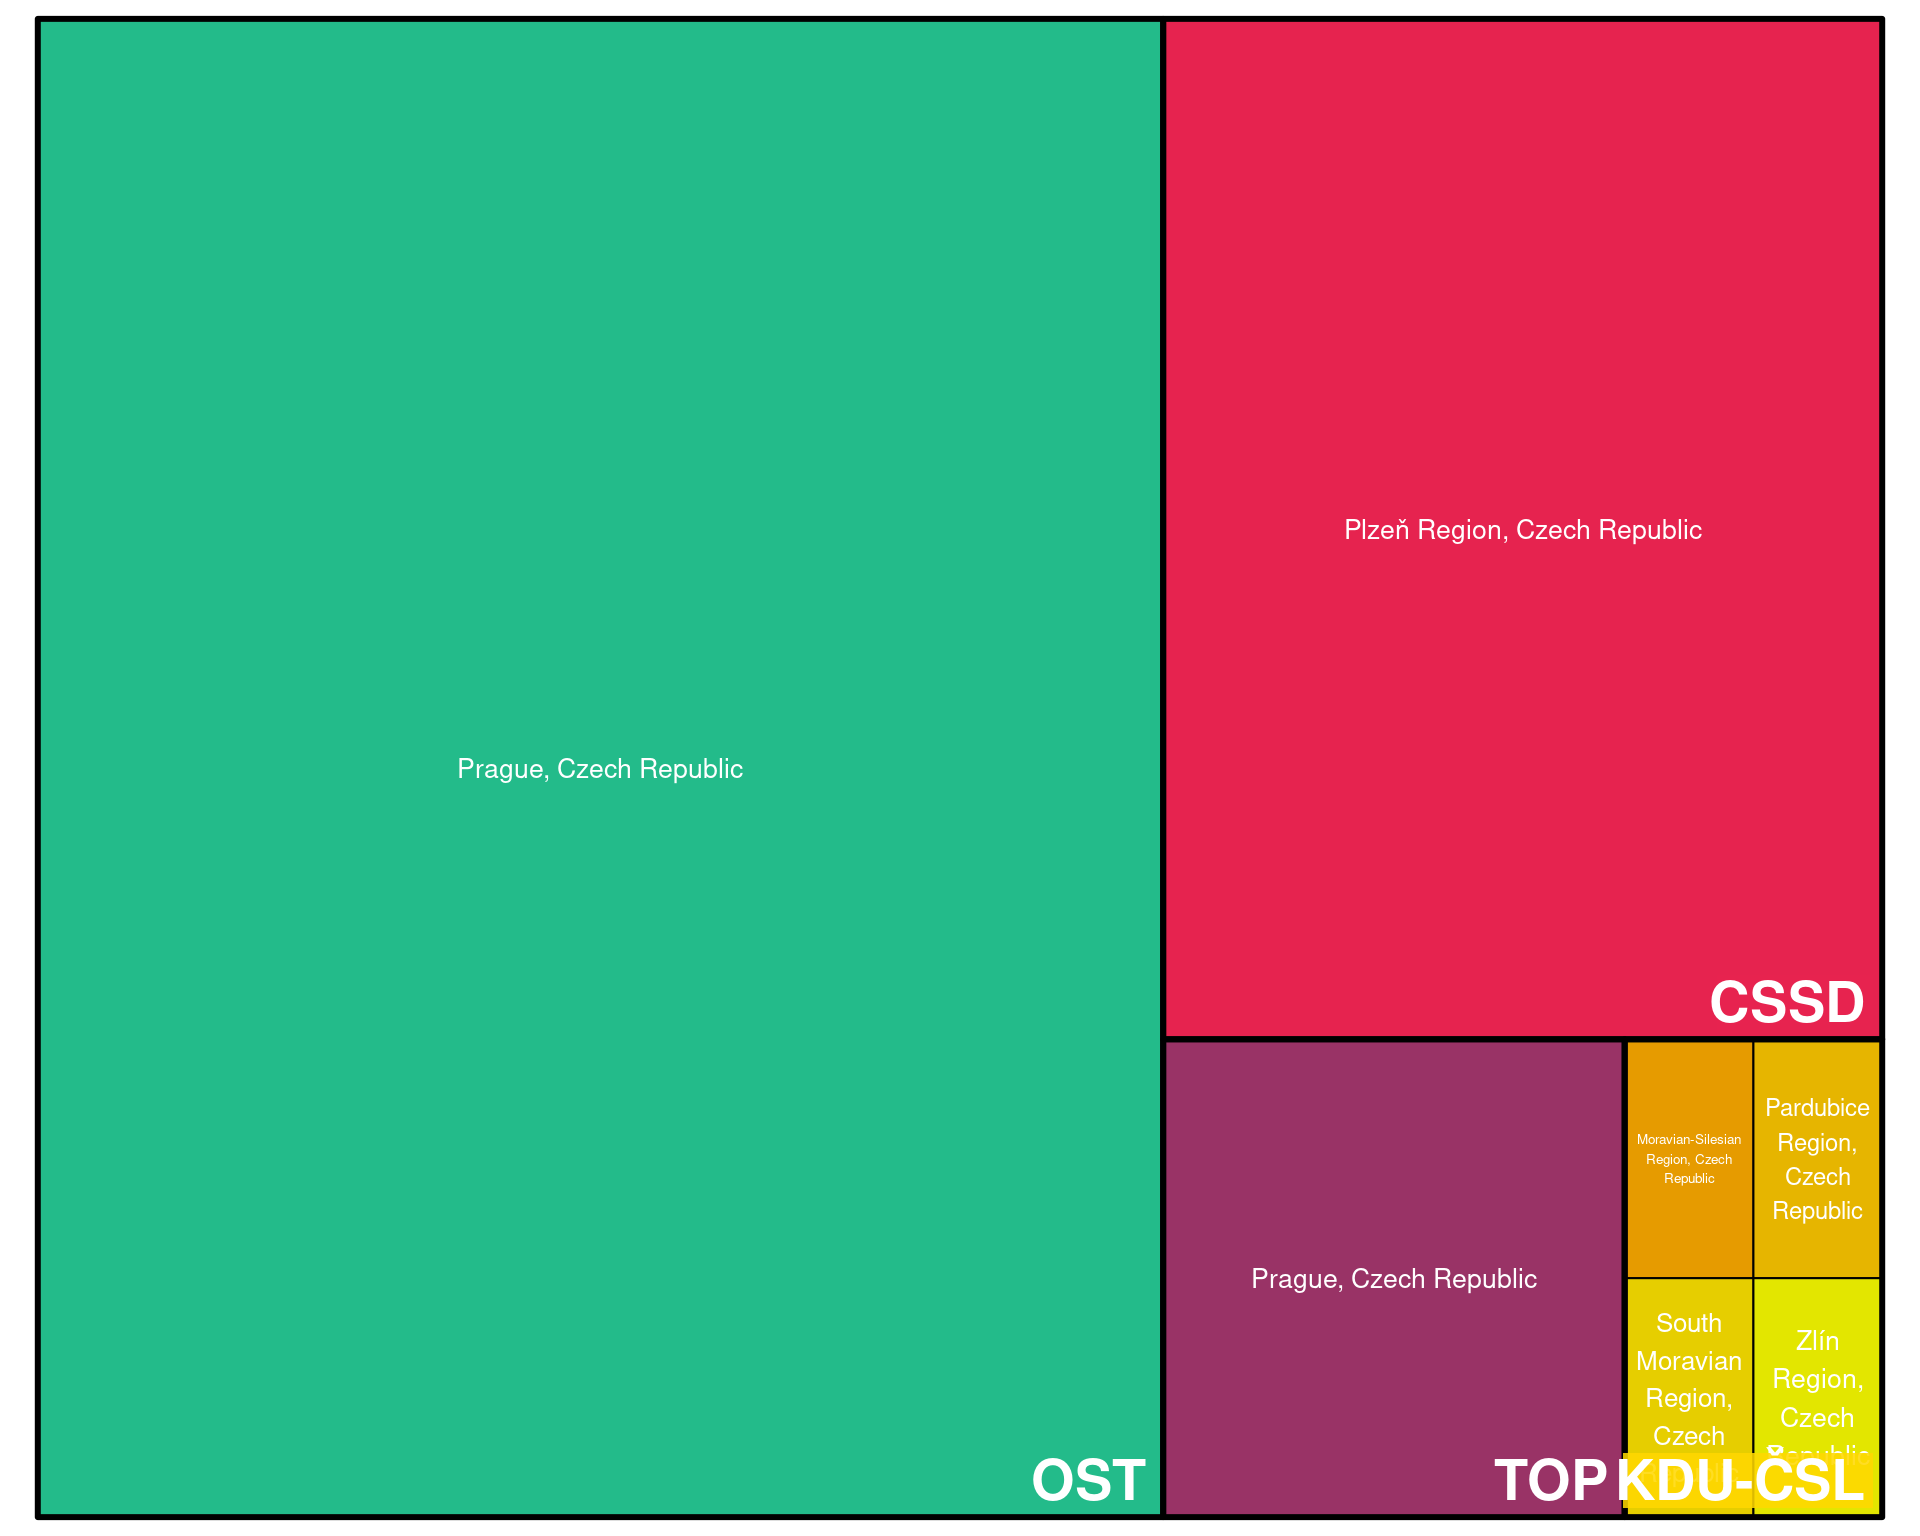 Prague, Czech Republic
OST
Plzeň Region, Czech Republic
CSSD
Prague, Czech Republic
TOP
Moravian-Silesian
Region, Czech
Republic
Pardubice
Region,
Czech
Republic
South
Moravian
Region,
Czech
Zlín
Region,
Czech
Republic
KDU-ČSL